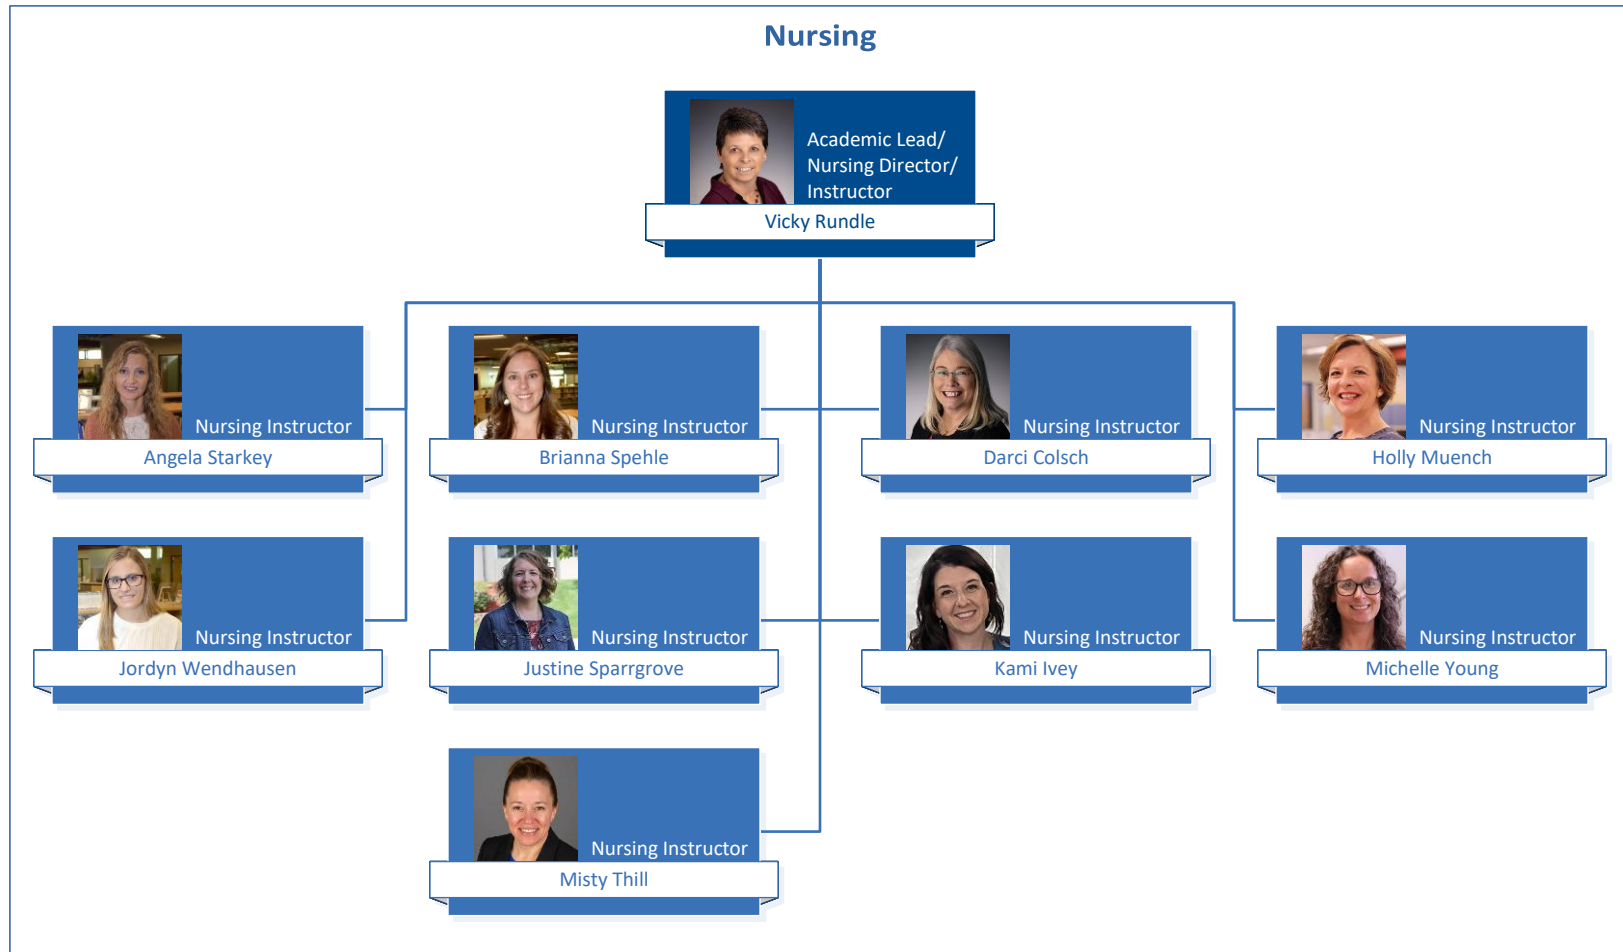 Nursing
Academic Lead/
Nursing Director/
Instructor
Vicky Rundle
Nursing Instructor
Angela Starkey
Nursing Instructor
Brianna Spehle
Nursing Instructor
Darci Colsch
Nursing Instructor
Holly Muench
Nursing Instructor
Jordyn Wendhausen
Nursing Instructor
Justine Sparrgrove
Nursing Instructor
Kami Ivey
Nursing Instructor
Michelle Young
Nursing Instructor
Misty Thill